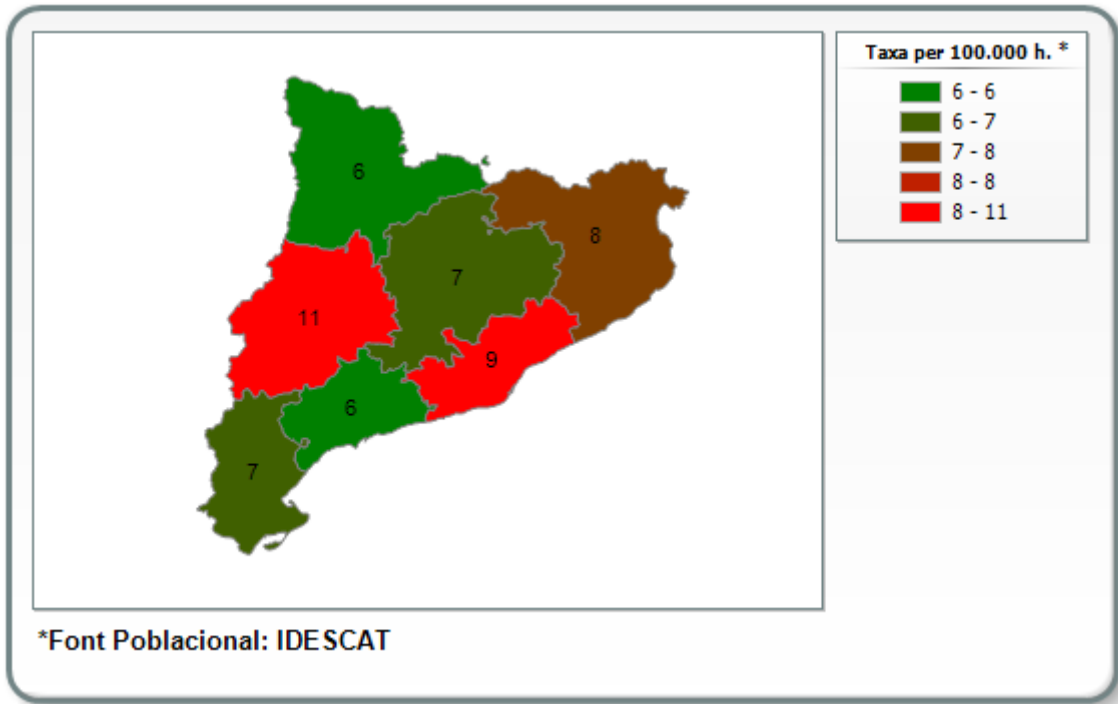 Taxa per 100.000 h. *
6 - 6
6 - 7
7 - 8
8 - 8
8 - 11
6
8
7
11
9
6
7
*Font Poblacional: IDESCAT